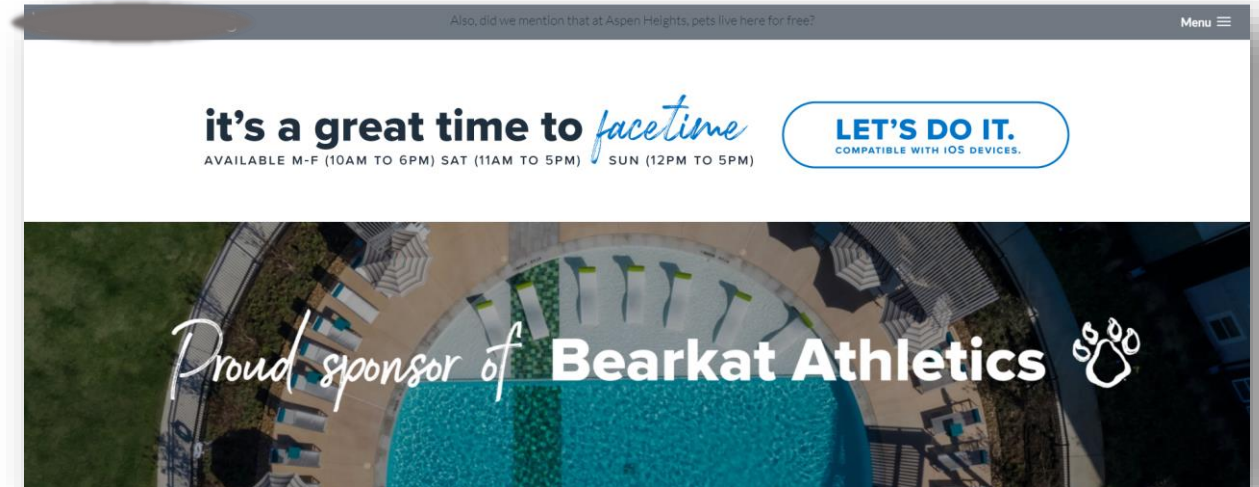 Also, did we mention that at Aspen Heights, pets live here for free?
Menu
it's a great time to facetime
AVAILABLE M-F (10AM TO 6PM) SAT (11AM TO 5PM) SUN (12PM TO 5PM)
LET'S DO IT.
COMPATIBLE WITH iOS DEVICES.
Proud sponsor of Bearkat Athletics